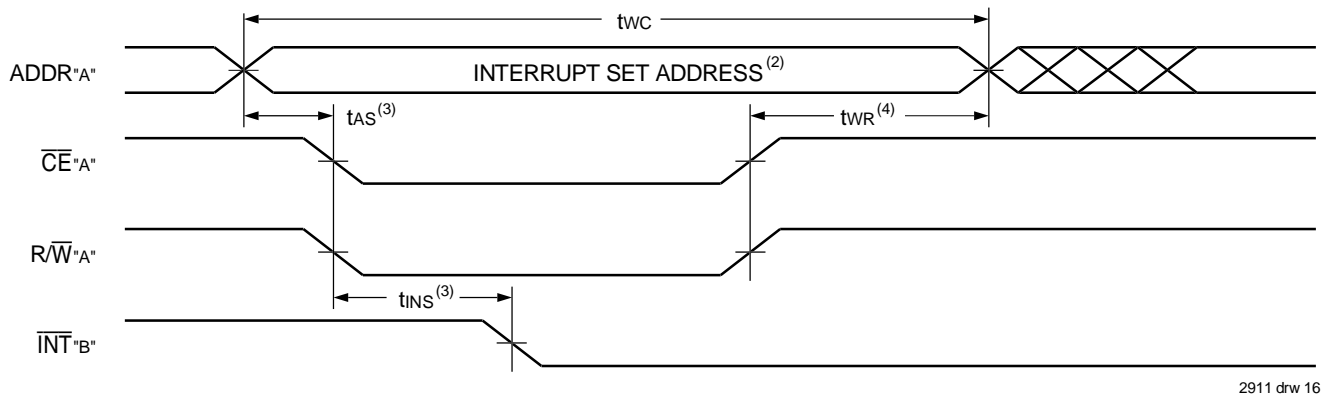 tWC
ADDR"A"
INTERRUPT SET ADDRESS(2)
tAS(3)
tWR(4)
CE"A"
R/W"A"
tINS(3)
INT"B"
2911 drw 16